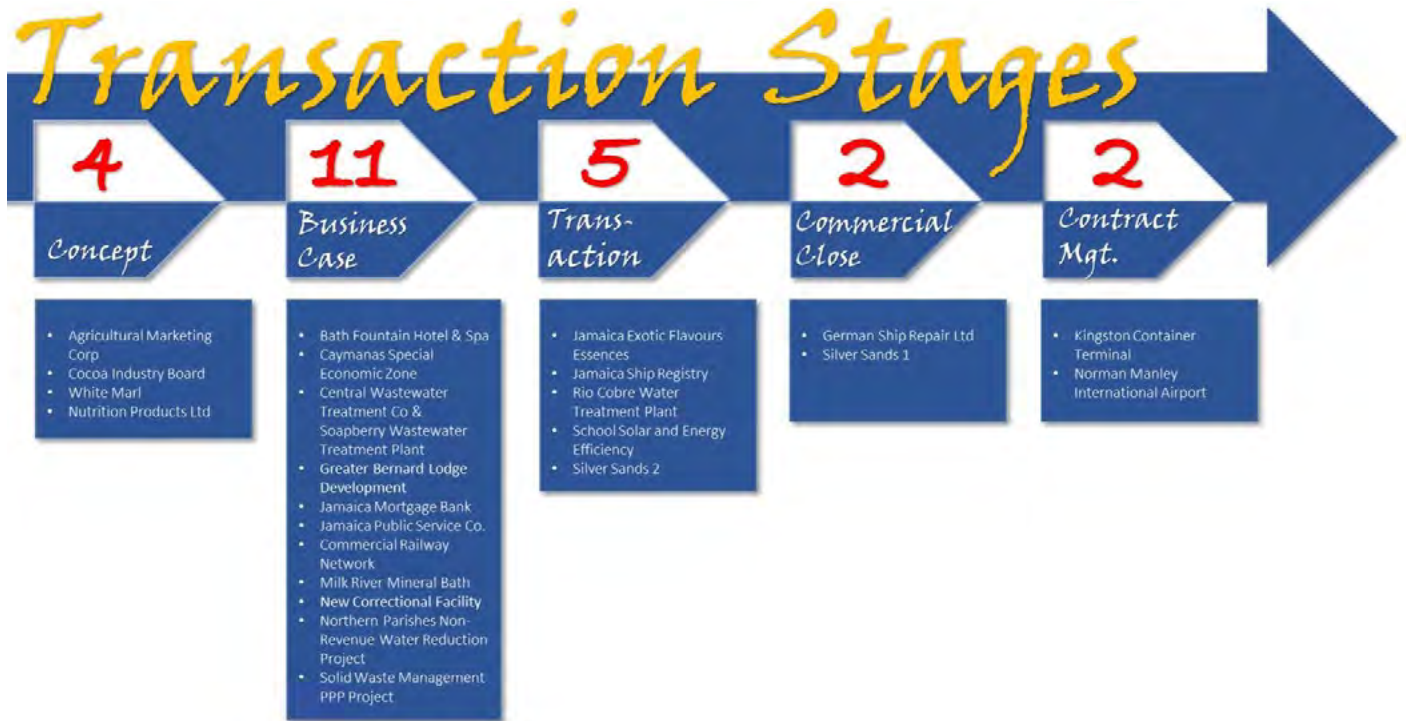 Transaction Stages
4
Concept
• Agricultural Marketing
Corp
• Cocoa Industry Board
• White Marl
• Nutrition Products Ltd
11
Business
Case
• Bath Fountain Hotel & Spa
• Caymanas Special
Economic Zone
• Central Wastewater
Treatment Co &
Soapberry Wastewater
Treatment Plant
• Greater Bernard Lodge
Development
• Jamaica Mortgage Bank
• Jamaica Public Service Co.
• Commercial Railway
Network
• Milk River Mineral Bath
• New Correctional Facility
• Northern Parishes Non-
Revenue Water Reduction
Project
• Solid Waste Management
PPP Project
5
Trans-
action
• Jamaica Exotic Flavours
Essences
• Jamaica Ship Registry
• Rio Cobre Water
Treatment Plant
• School Solar and Energy
Efficiency
• Silver Sands 2
2
Commercial
Close
• German Ship Repair Ltd
• Silver Sands 1
2
Contract
Mgt.
• Kingston Container
Terminal
• Norman Manley
International Airport